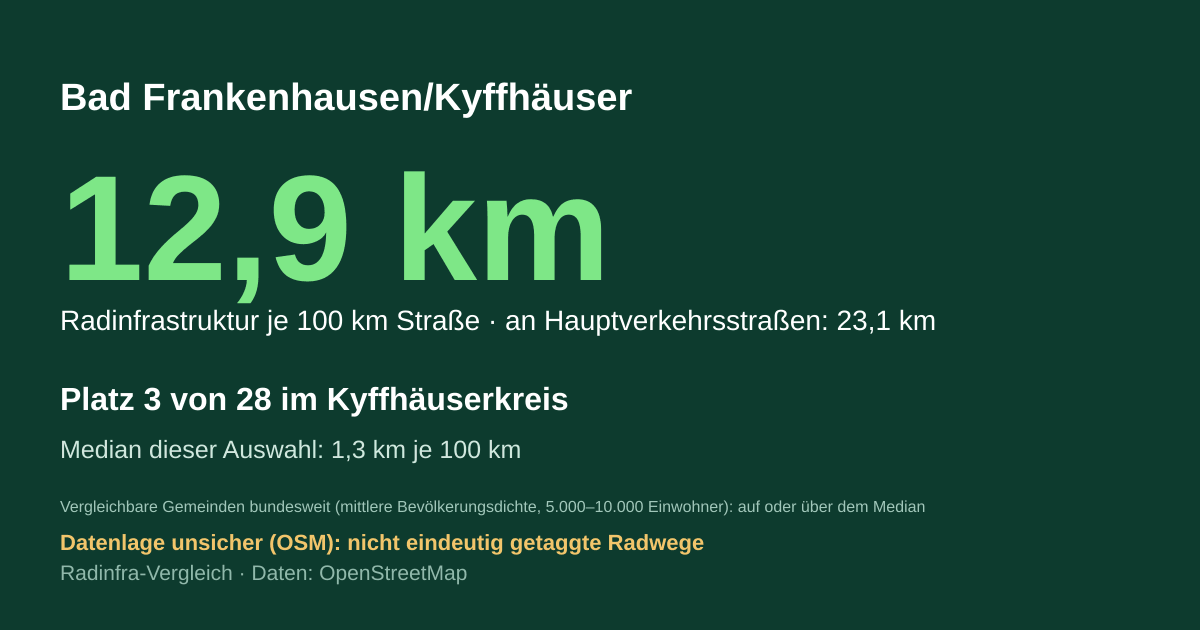 Bad Frankenhausen/Kyffhäuser
12,9 km
Radinfrastruktur je 100 km Straße · an Hauptverkehrsstraßen: 23,1 km
Platz 3 von 28 im Kyffhäuserkreis
Median dieser Auswahl: 1,3 km je 100 km
Vergleichbare Gemeinden bundesweit (mittlere Bevölkerungsdichte, 5.000–10.000 Einwohner): auf oder über dem Median
Datenlage unsicher (OSM): nicht eindeutig getaggte Radwege
Radinfra-Vergleich · Daten: OpenStreetMap